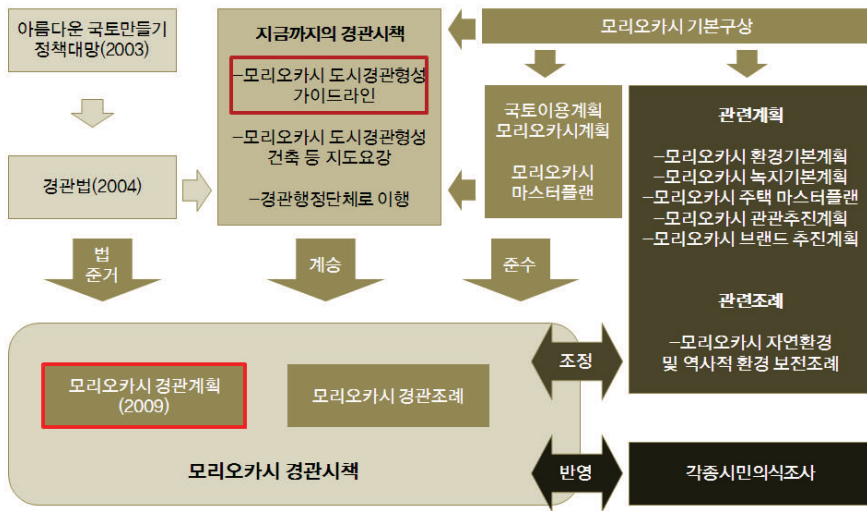 아름다운 국토만들기
정책대망(2003)
경관법(2004)
지금까지의 경관시책
–모리오카시 도시경관형성
가이드라인
–모리오카시 도시경관형성
건축 등 지도요강
–경관행정단체로 이행
모리오카시 기본구상
국토이용계획
모리오카시계획
모리오카시
마스터플랜
관련계획
–모리오카시 환경기본계획
–모리오카시 녹지기본계획
–모리오카시 주택 마스터플랜
–모리오카시 관관추진계획
–모리오카시 브랜드 추진계획
관련조례
–모리오카시 자연환경
및 역사적 환경 보전조례
법
준거
계승
준수
모리오카시 경관계획
(2009)
모리오카시 경관조례
모리오카시 경관시책
조정
반영
각종시민의식조사